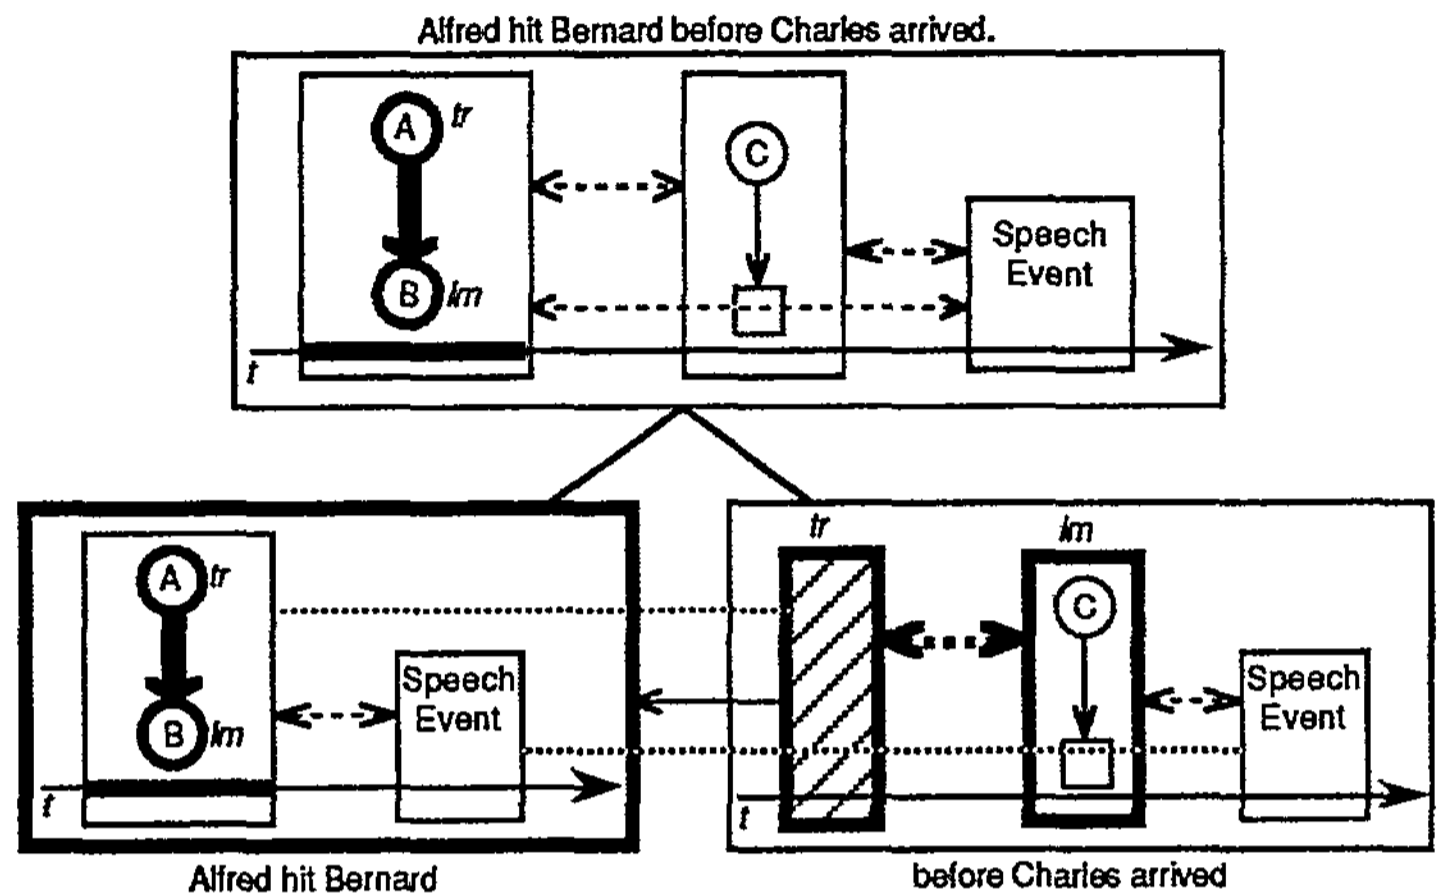 Alfred hit Bernard before Charles arrived.
A tr
C
B lm
Speech
Event
t
tr
lm
A tr
C
Speech
Event
B lm
Speech
Event
t
t
Alfred hit Bernard
before Charles arrived